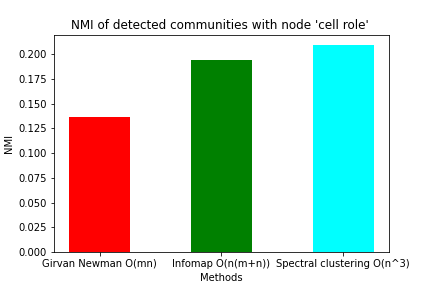 NMI of detected communities with node 'cell role'
0.200
0.175
0.150
0.125
0.100
0.075
0.050
0.025
0.000
NMI
Girvan Newman O(mn) Infomap O(n(m+n)) Spectral clustering O(n^3)
Methods